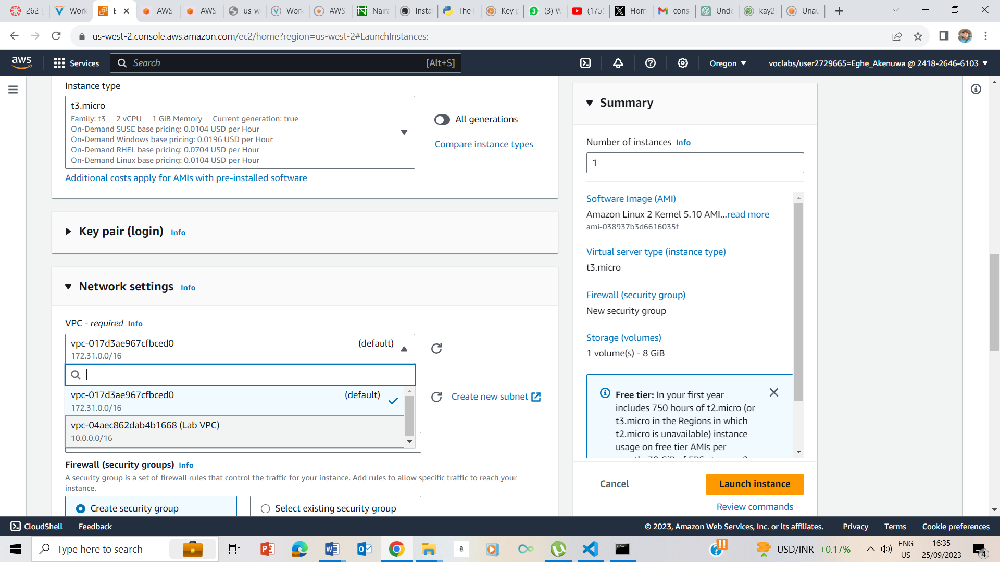 262-[
Work
E
AWS
AWS
us-w
Work
AWS
Naira
Insta
The P
Key p
(3) W
(175
Hom
cons
Unde
kay2
Unau
us-west-2.console.aws.amazon.com/ec2/home?region=us-west-2#LaunchInstances:
aws
Services
Search
[Alt+S]
Oregon
voclabs/user2729665=Eghe_Akenuwa @ 2418-2646-6103
Instance type
t3.micro
Family: t3 2 vCPU 1 GiB Memory Current generation: true
On-Demand SUSE base pricing: 0.0104 USD per Hour
On-Demand Windows base pricing: 0.0196 USD per Hour
On-Demand RHEL base pricing: 0.0704 USD per Hour
On-Demand Linux base pricing: 0.0104 USD per Hour
All generations
Compare instance types
Additional costs apply for AMIs with pre-installed software
Key pair (login) Info
Network settings Info
VPC - required Info
vpc-017d3ae967cfbced0 (default)
172.31.0.0/16
vpc-017d3ae967cfbced0 (default)
172.31.0.0/16
vpc-04aec862dab4b1668 (Lab VPC)
10.0.0.0/16
Create new subnet
Firewall (security groups) Info
A security group is a set of firewall rules that control the traffic for your instance. Add rules to allow specific traffic to reach your
instance.
Create security group
Select existing security group
Summary
Number of instances Info
1
Software Image (AMI)
Amazon Linux 2 Kernel 5.10 AMI...read more
ami-038937b3d6616035f
Virtual server type (instance type)
t3.micro
Firewall (security group)
New security group
Storage (volumes)
1 volume(s) - 8 GiB
Free tier: In your first year
includes 750 hours of t2.micro (or
t3.micro in the Regions in which
t2.micro is unavailable) instance
usage on free tier AMIs per
Cancel
Launch instance
Review commands
CloudShell
Feedback
© 2023, Amazon Web Services, Inc. or its affiliates.
Privacy
Terms
Cookie preferences
Type here to search
USD/INR +0.17%
ENG
US
16:35
25/09/2023
4